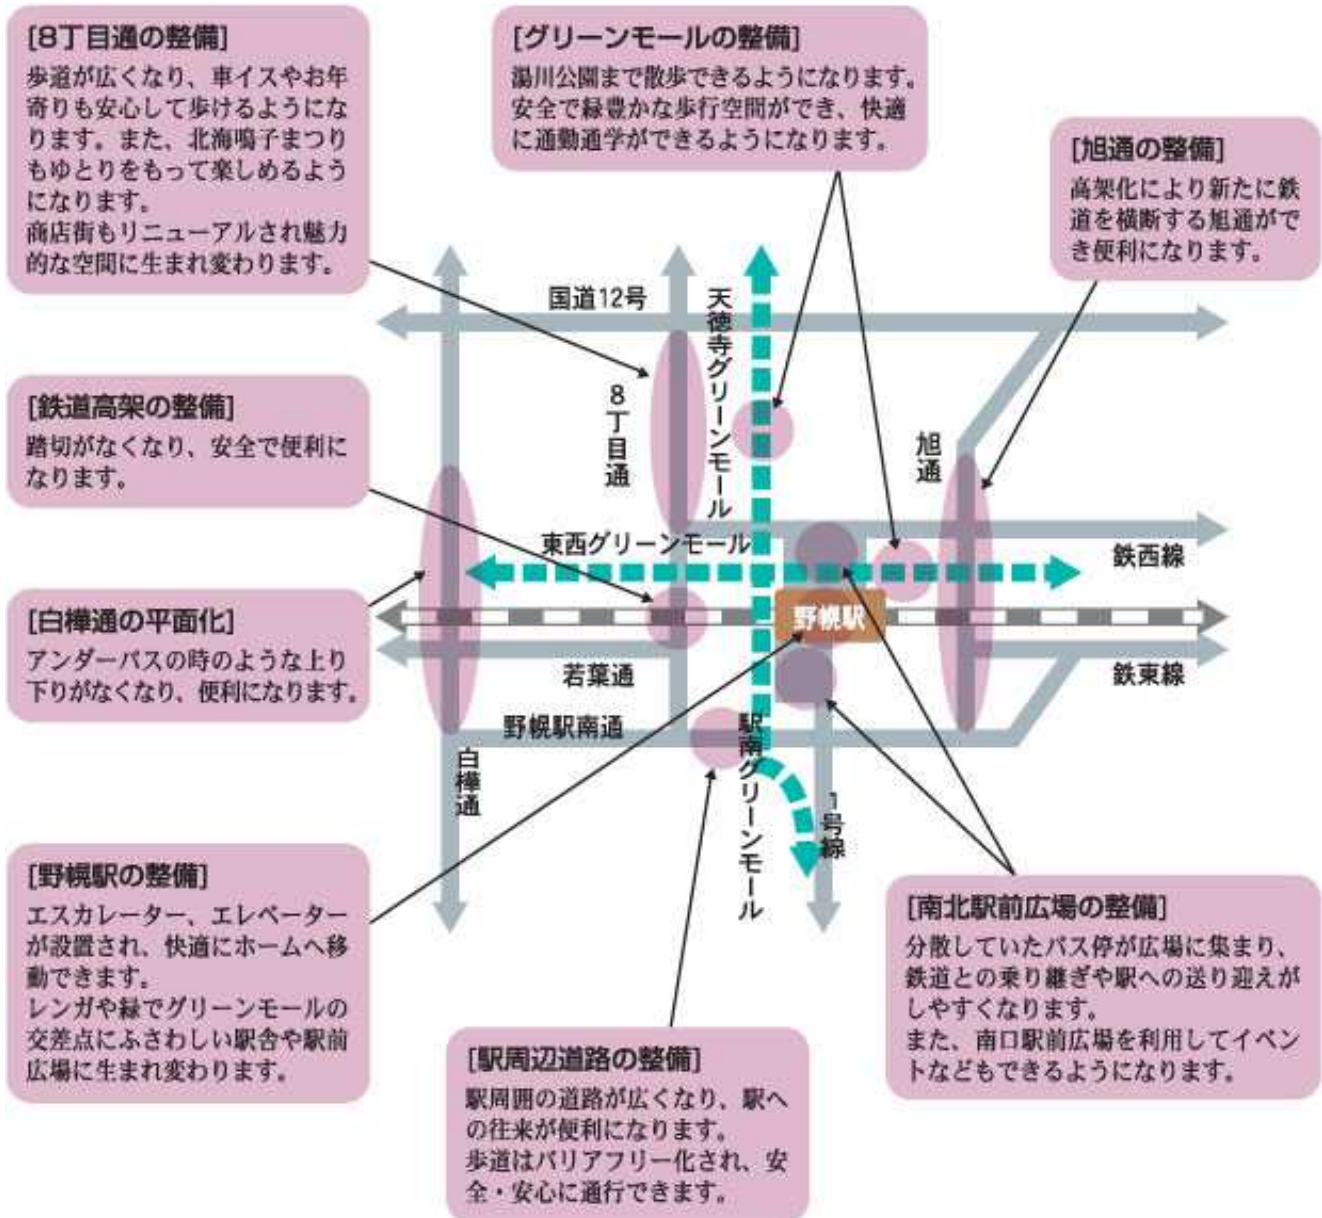 [8丁目通の整備]
歩道が広くなり、車イスやお年
寄りも安心して歩けるようにな
ります。また、北海鳴子まつり
もゆとりをもって楽しめるよう
になります。
商店街もリニューアルされ魅力
的な空間に生まれ変わります。
[グリーンモールの整備]
湯川公園まで散歩できるようになります。
安全で緑豊かな歩行空間ができ、快適
に通勤通学ができるようになります。
[旭通の整備]
高架化により新たに鉄
道を横断する旭通がで
き便利になります。
国道12号
天徳寺グリーンモール
8丁目通
旭通
[鉄道高架の整備]
踏切がなくなり、安全で便利に
なります。
東西グリーンモール
鉄西線
野幌駅
[白樺通の平面化]
アンダーパスの時のような上り
下りがなくなり、便利になります。
若葉通
鉄東線
野幌駅南通
白樺通
駅南グリーンモール
1号線
[野幌駅の整備]
エスカレーター、エレベーター
が設置され、快適にホームへ移
動できます。
レンガや緑でグリーンモールの
交差点にふさわしい駅舎や駅前
広場に生まれ変わります。
[南北駅前広場の整備]
分散していたバス停が広場に集まり、
鉄道との乗り継ぎや駅への送り迎えが
しやすくなります。
また、南口駅前広場を利用してイベン
トなどもできるようになります。
[駅周辺道路の整備]
駅周囲の道路が広くなり、駅へ
の往来が便利になります。
歩道はバリアフリー化され、安
全・安心に通行できます。